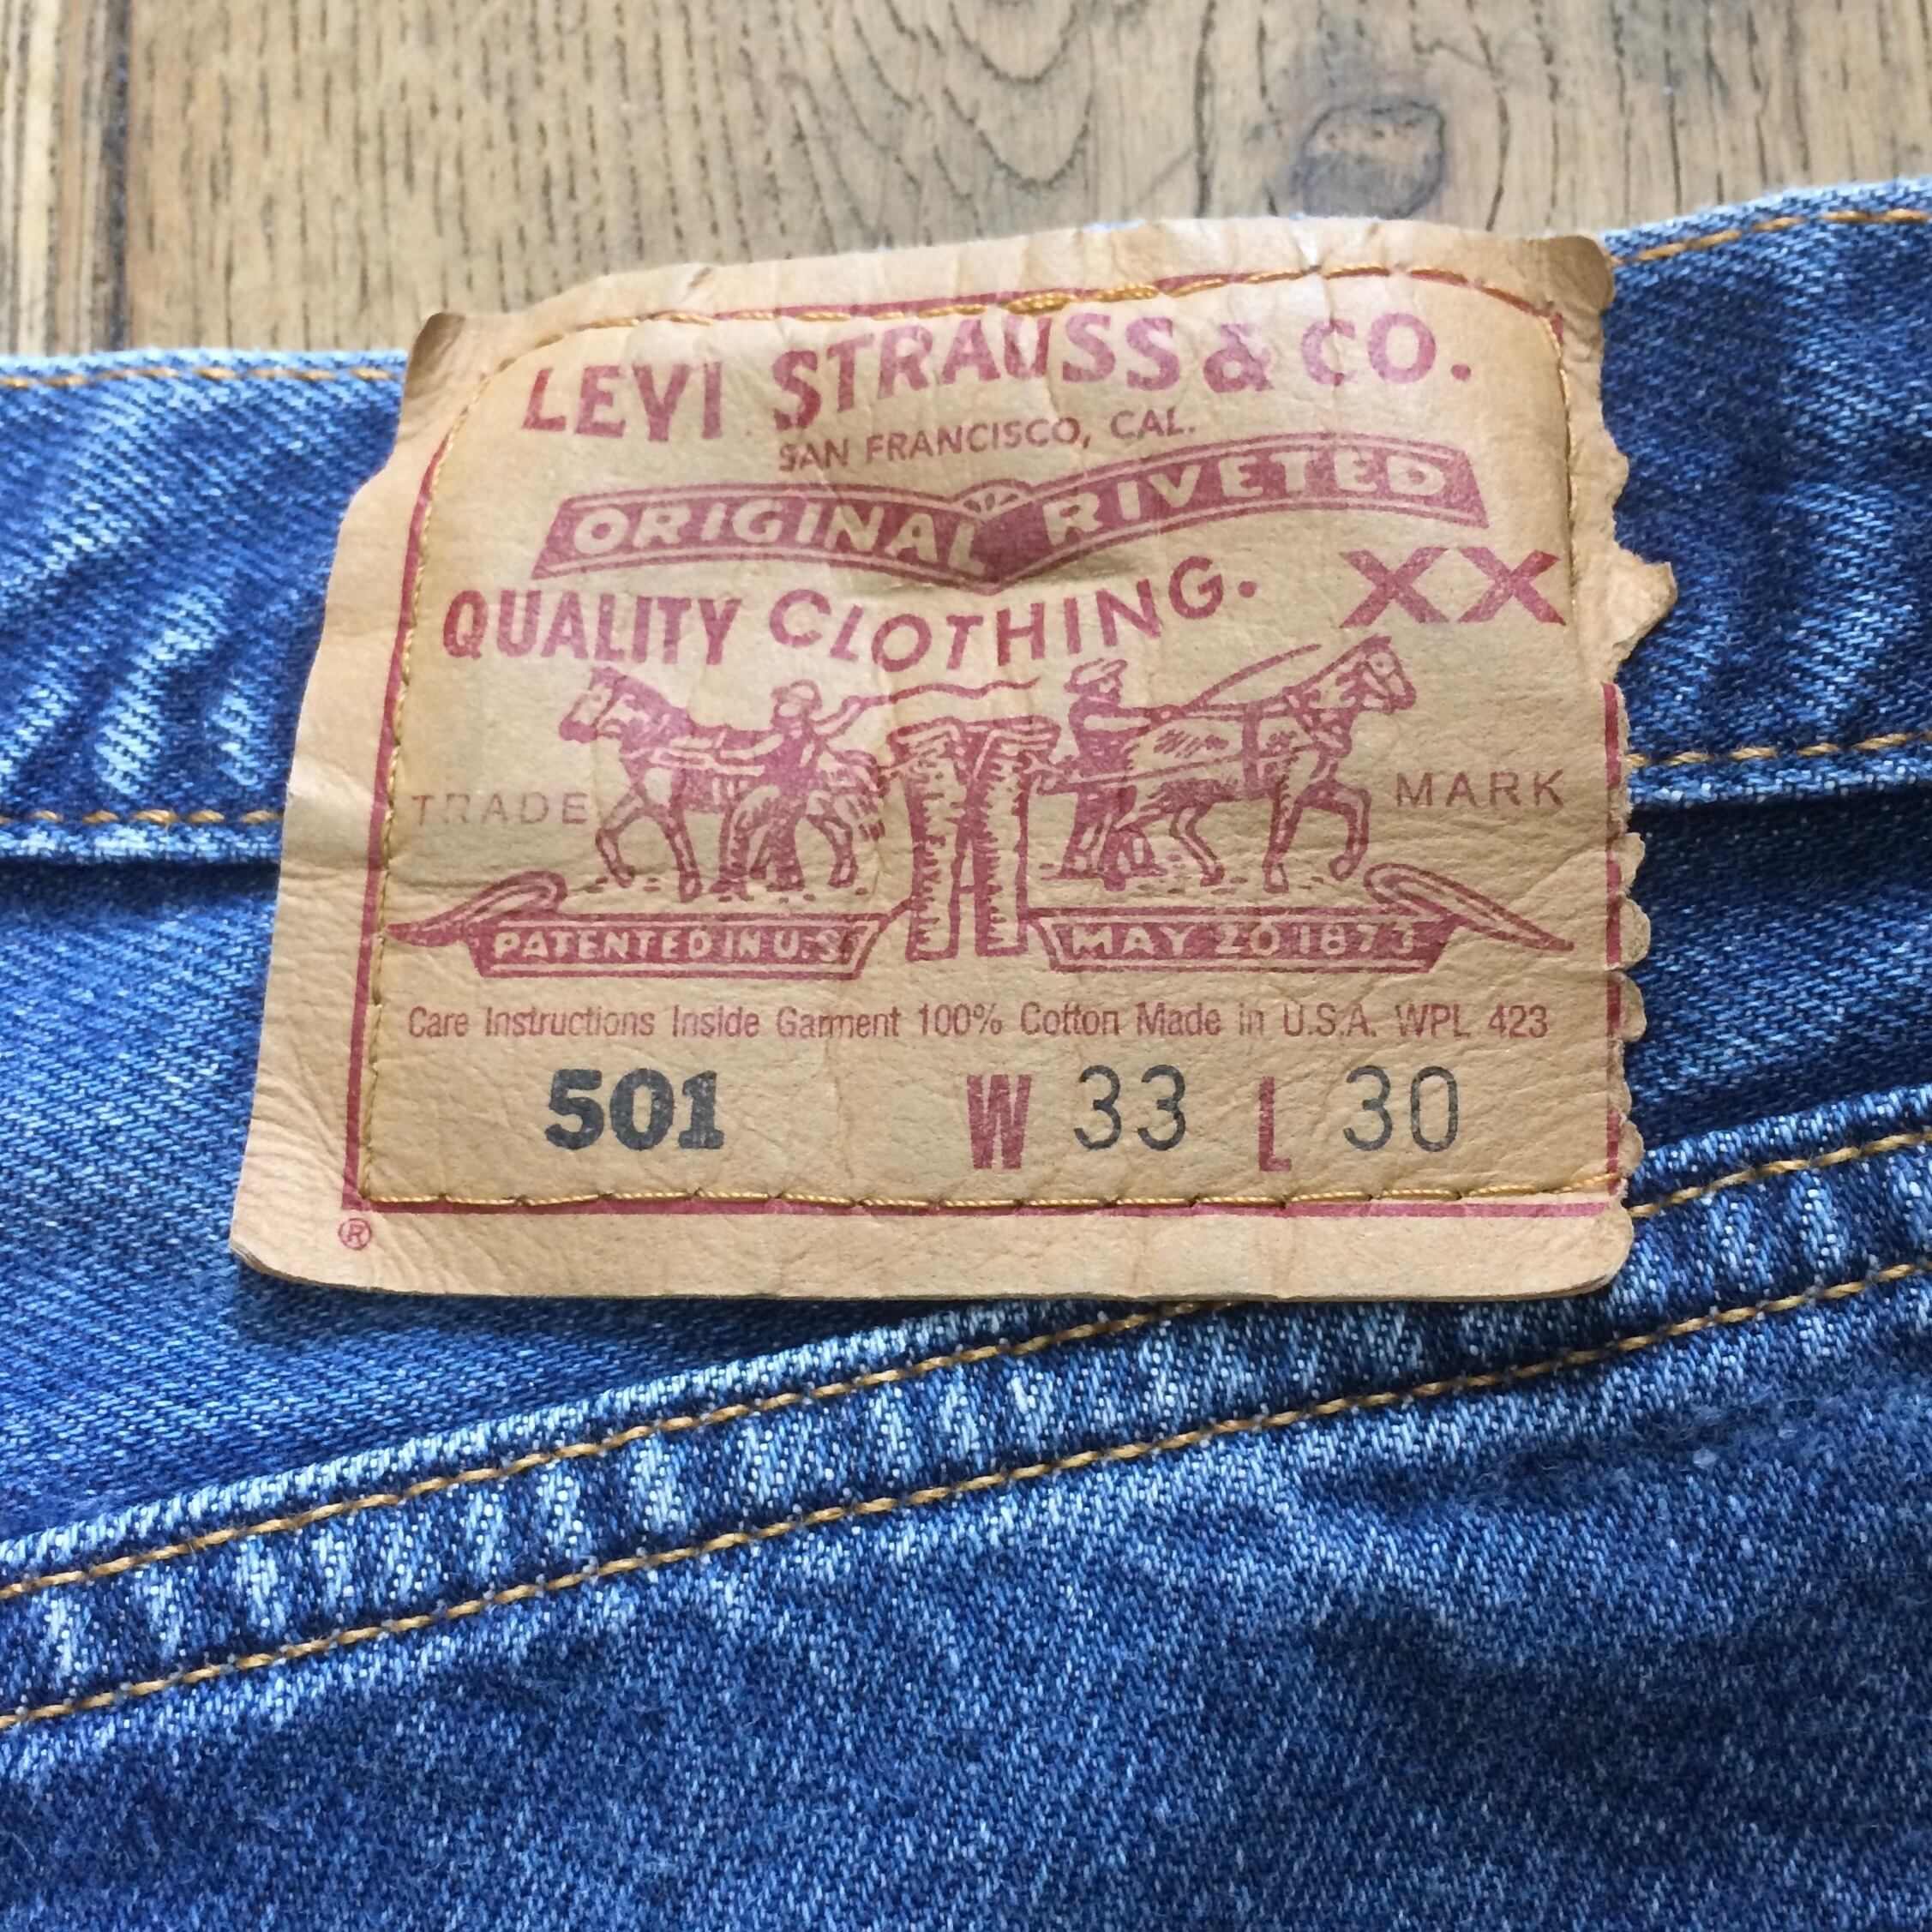 LEVI STRAUSS & CO.
SAN FRANCISCO, CAL.
ORIGINAL RIVETED
QUALITY CLOTHING. XX
TRADE MARK
PATENTED IN U.S. MAY 20 1873
Care Instructions Inside Garment 100% Cotton Made in U.S.A. WPL 423
501 W 33 L 30
®